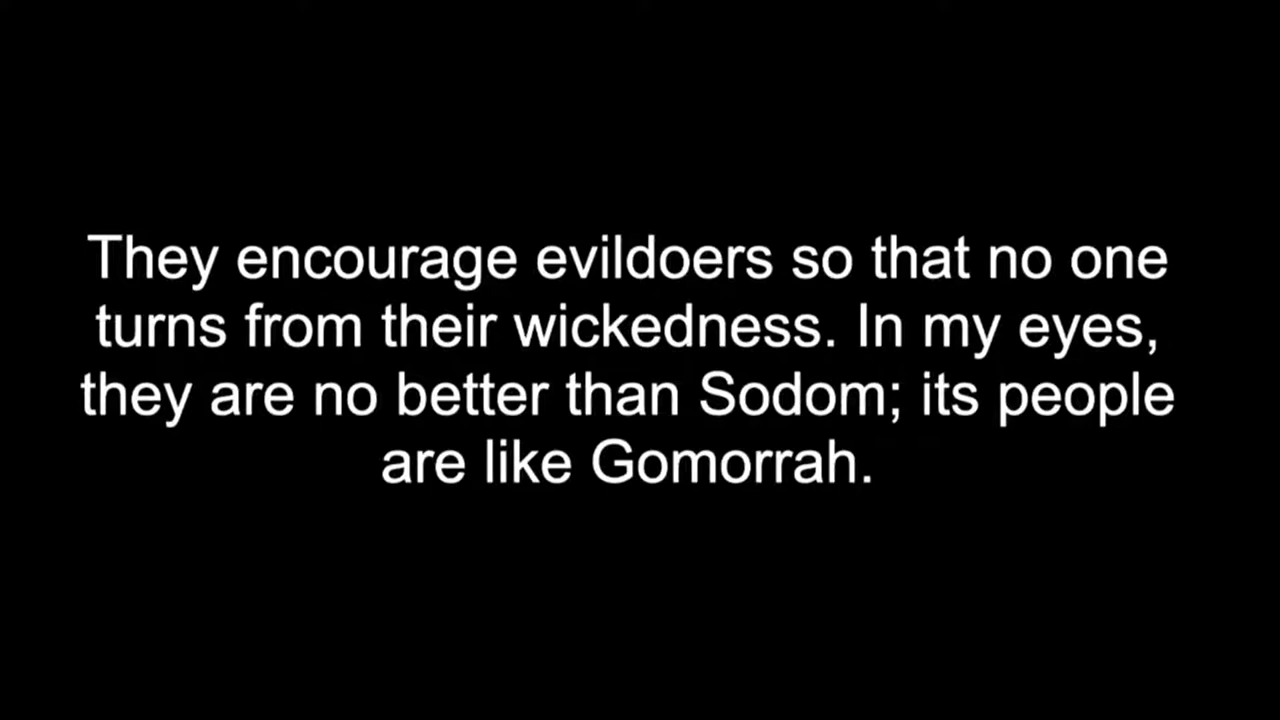 They encourage evildoers so that no one
turns from their wickedness. In my eyes,
they are no better than Sodom; its people
are like Gomorrah.